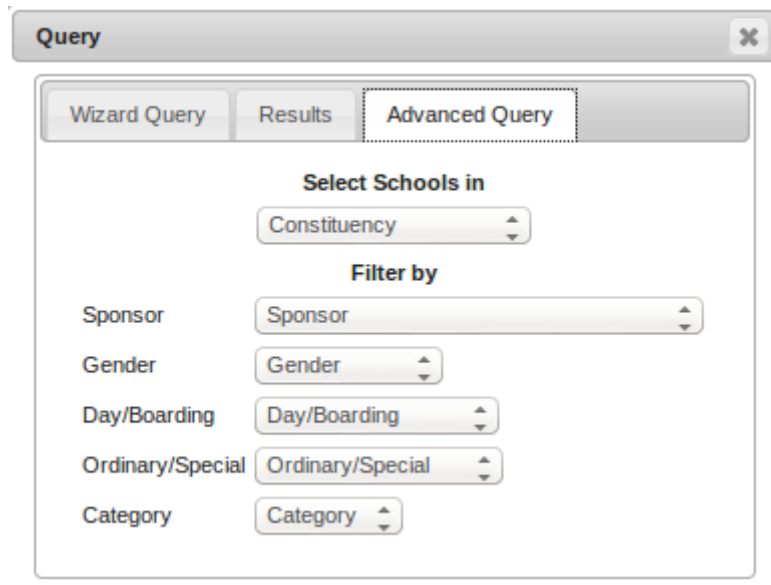 Query
Wizard Query Results Advanced Query
Select Schools in
Constituency
Filter by
Sponsor Sponsor
Gender Gender
Day/Boarding Day/Boarding
Ordinary/Special Ordinary/Special
Category Category